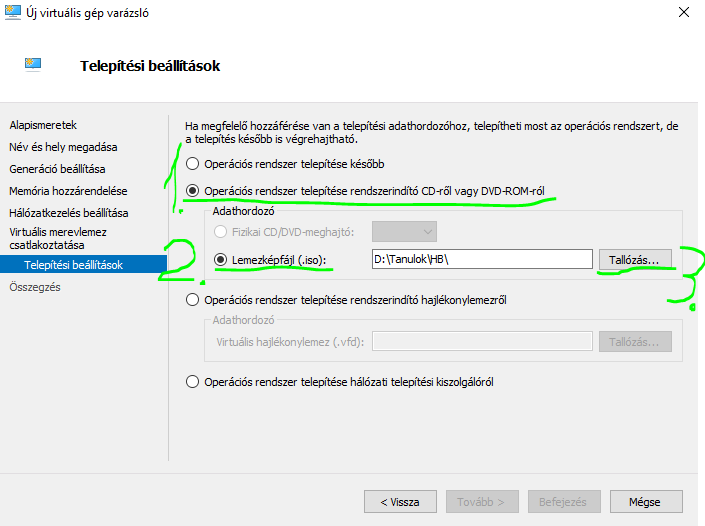 Új virtuális gép varázsló
Telepítési beállítások
Alapismeretek
Név és hely megadása
Generáció beállítása
Memória hozzárendelése
Hálózatkezelés beállítása
Virtuális merevlemez
csatlakoztatása
Telepítési beállítások
Összegzés
Ha megfelelő hozzáférése van a telepítési adathordozóhoz, telepítheti most az operációs rendszert, de
a telepítés később is végrehajtható.
1.
Operációs rendszer telepítése később
Operációs rendszer telepítése rendszerindító CD-ről vagy DVD-ROM-ról
Adathordozó
Fizikai CD/DVD-meghajtó:
2.
Lemezképfájl (.iso):
D:\Tanulok\HB\
Tallózás...
3.
Operációs rendszer telepítése rendszerindító hajlékonylemezről
Adathordozó
Virtuális hajlékonylemez (.vfd):
Tallózás...
Operációs rendszer telepítése hálózati telepítési kiszolgálóról
< Vissza
Tovább >
Befejezés
Mégse